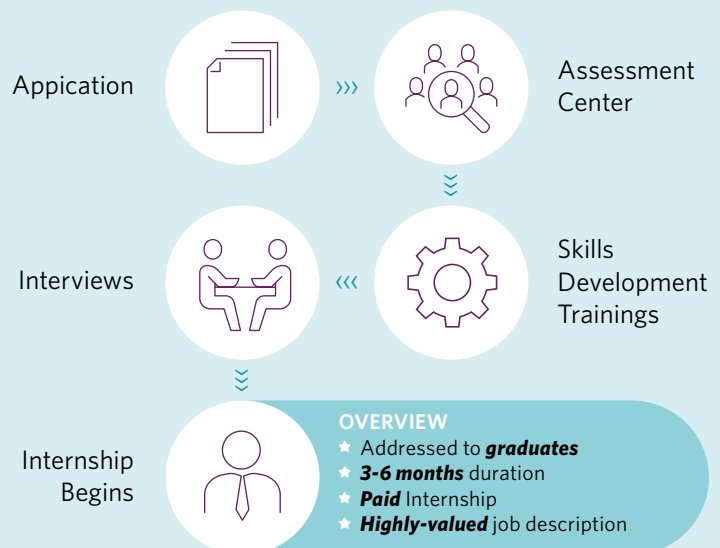 Appication
Assessment
Center
Skills
Development
Trainings
Interviews
Internship
Begins
OVERVIEW
Addressed to graduates
3-6 months duration
Paid Internship
Highly-valued job description